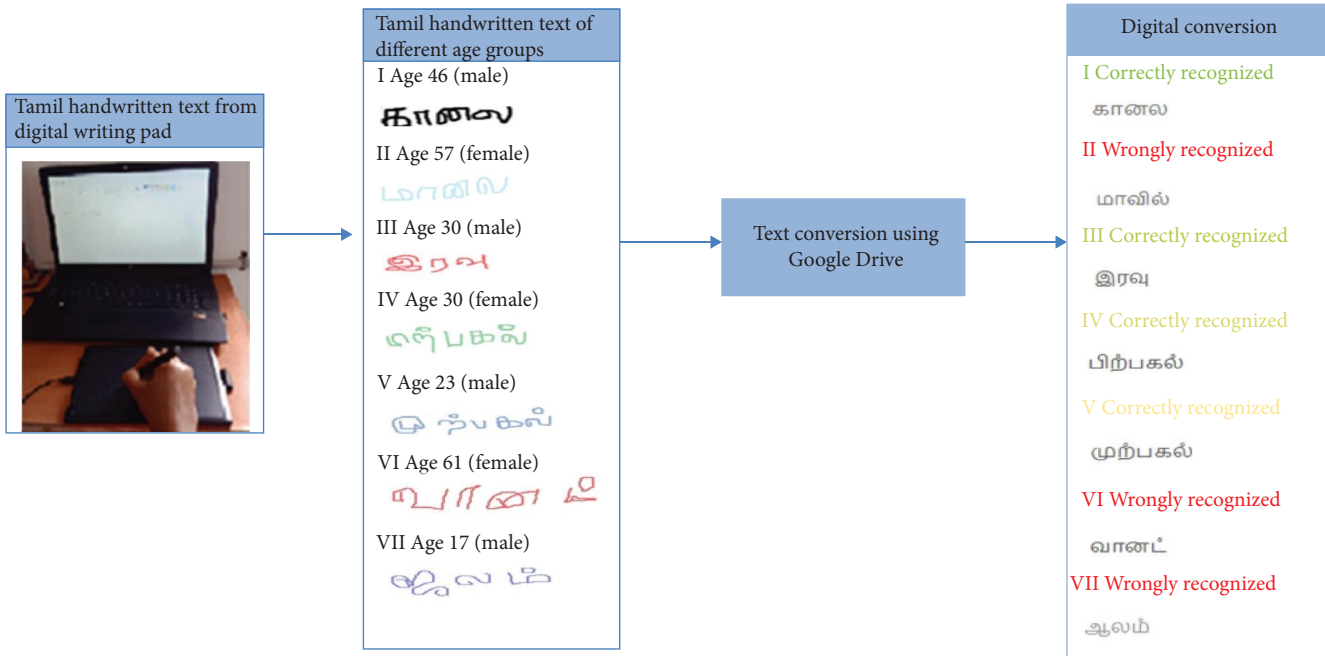 Tamil handwritten text from
digital writing pad
Tamil handwritten text of
different age groups
I Age 46 (male)
காலை
II Age 57 (female)
மாலை
III Age 30 (male)
இரவு
IV Age 30 (female)
பிற்பகல்
V Age 23 (male)
முற்பகல்
VI Age 61 (female)
வானம்
VII Age 17 (male)
Text conversion using
Google Drive
Digital conversion
I Correctly recognized
காலை
II Wrongly recognized
மாவில்
III Correctly recognized
இரவு
IV Correctly recognized
பிற்பகல்
V Correctly recognized
முற்பகல்
VI Wrongly recognized
வானட்
VII Wrongly recognized
ஆலம்